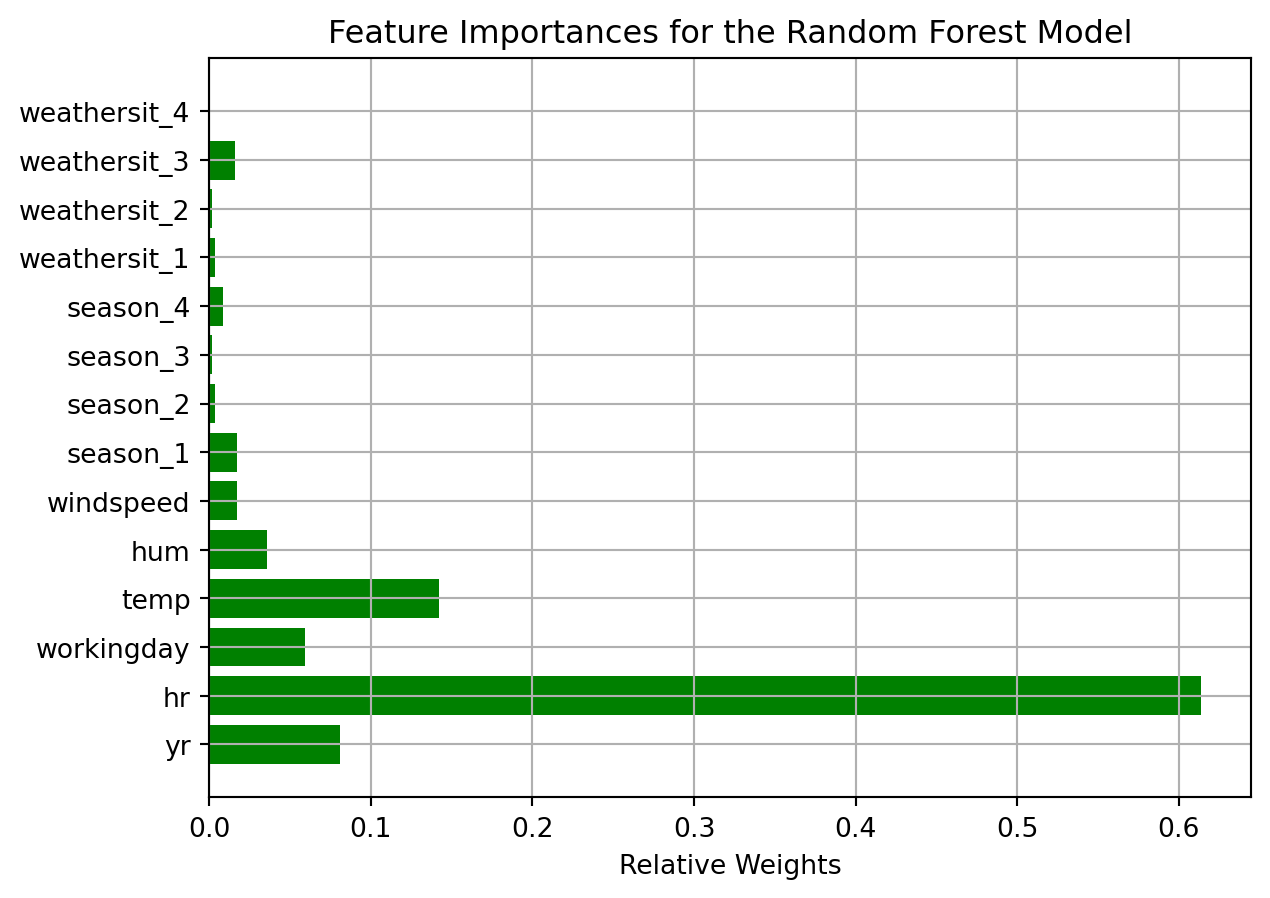 Feature Importances for the Random Forest Model
weathersit_4
weathersit_3
weathersit_2
weathersit_1
season_4
season_3
season_2
season_1
windspeed
hum
temp
workingday
hr
yr
0.0 0.1 0.2 0.3 0.4 0.5 0.6
Relative Weights